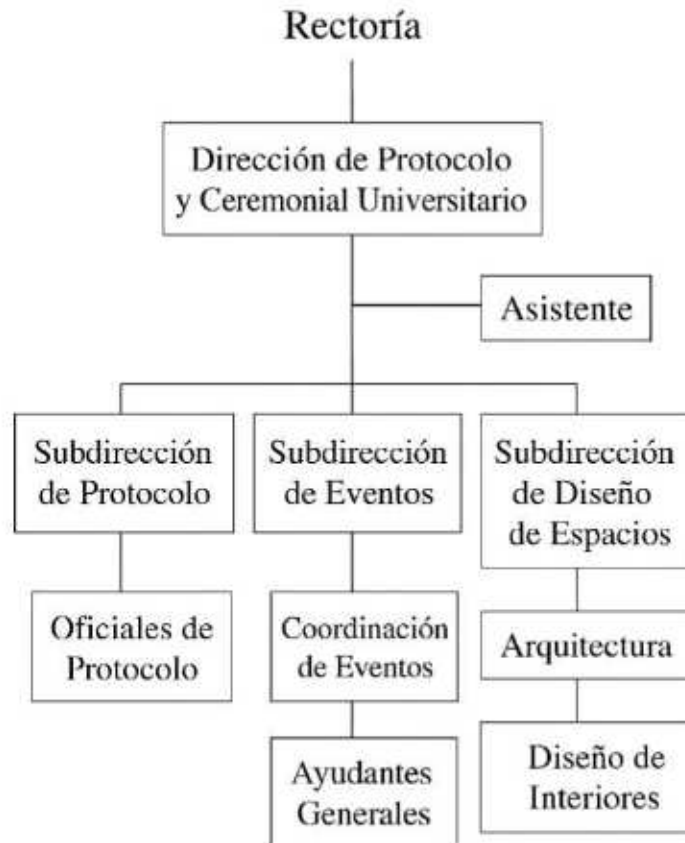 Rectoría
Dirección de Protocolo
y Ceremonial Universitario
Asistente
Subdirección
de Protocolo
Subdirección
de Eventos
Subdirección
de Diseño
de Espacios
Oficiales de
Protocolo
Coordinación
de Eventos
Arquitectura
Ayudantes
Generales
Diseño de
Interiores